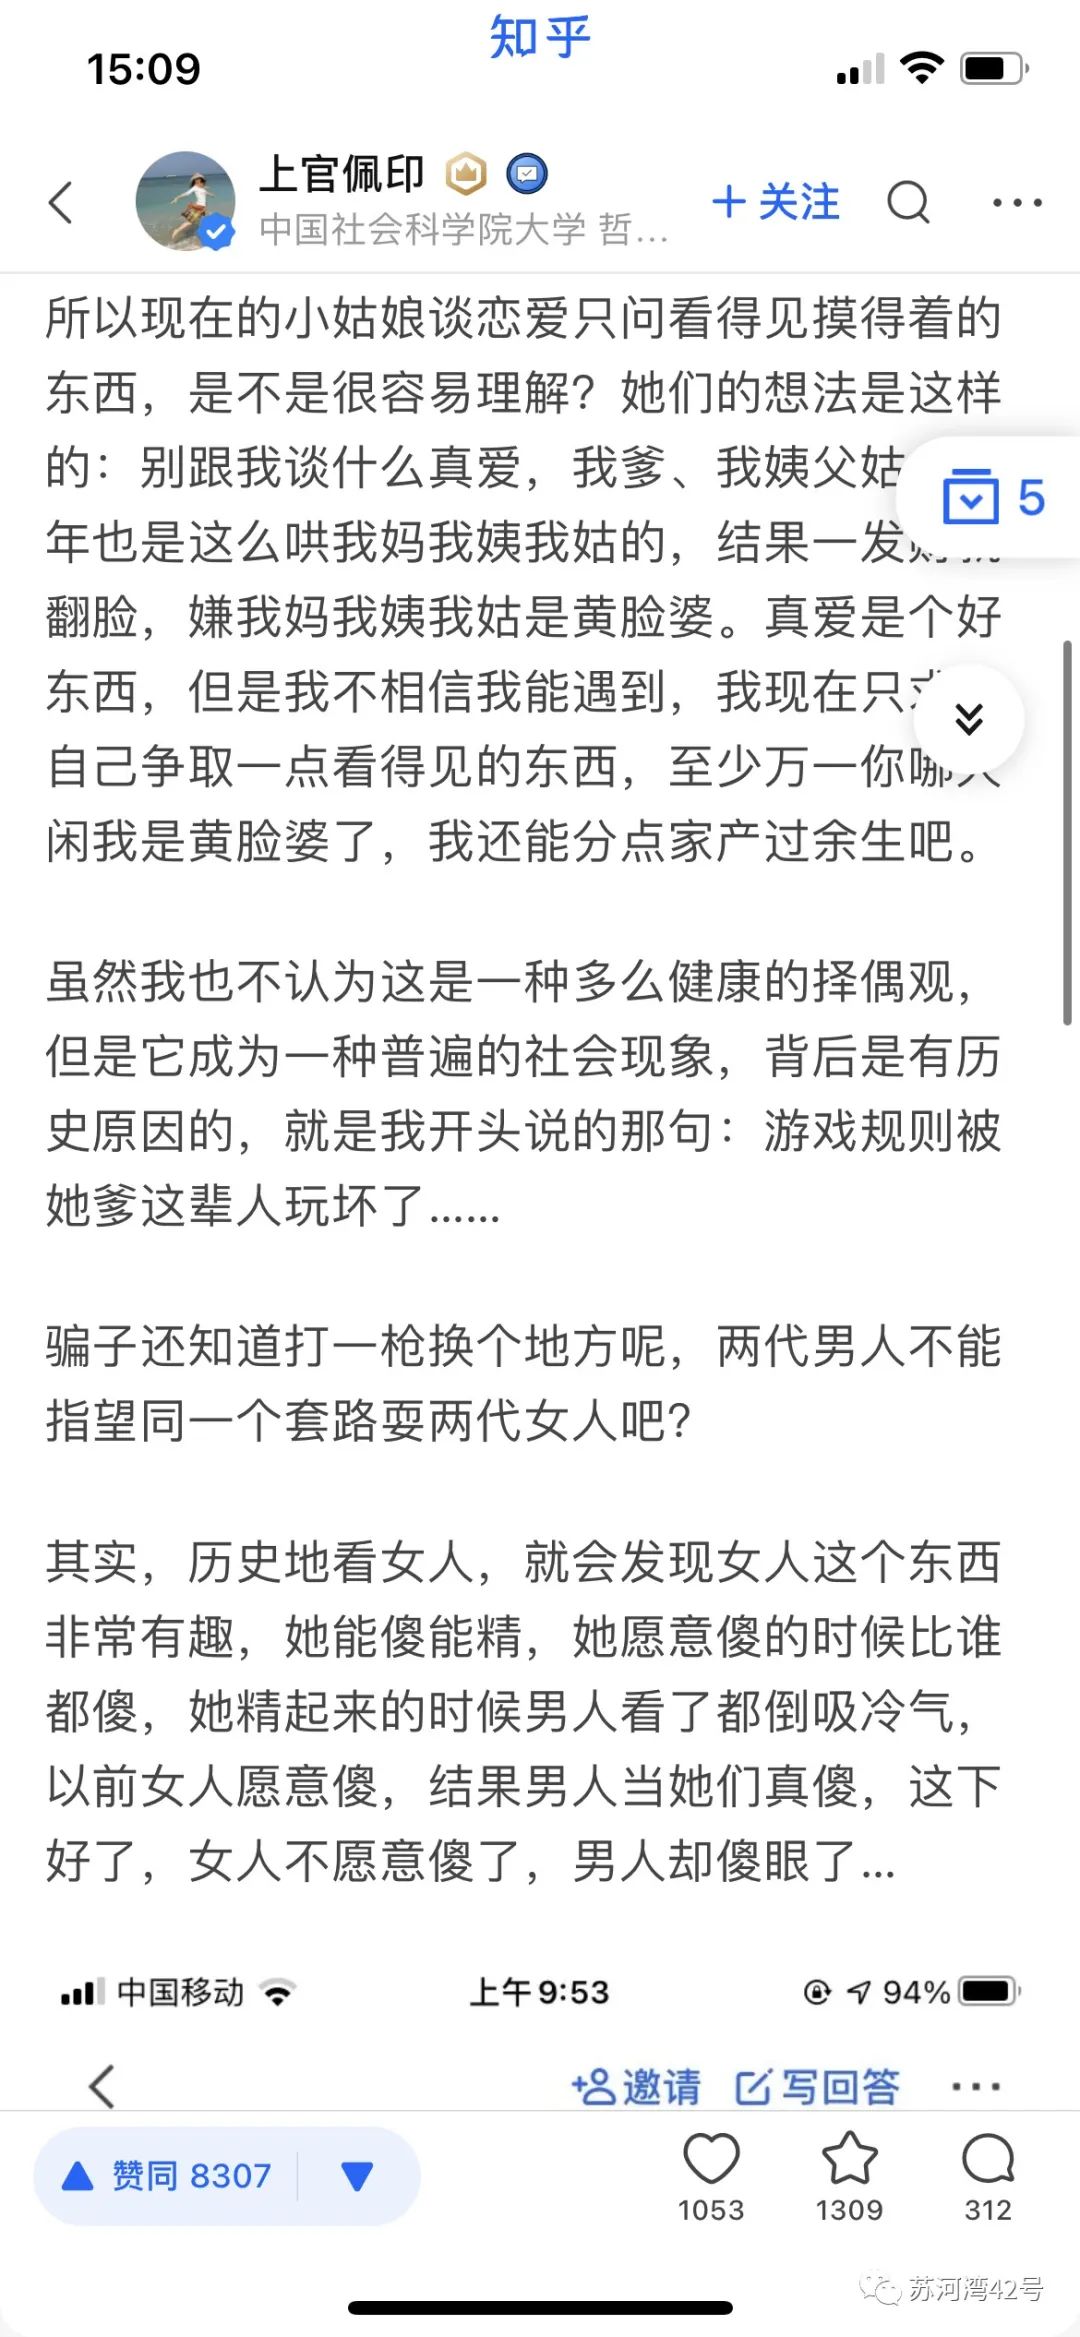 知乎
15:09
上官佩印
中国社会科学院大学 哲...
+ 关注
所以现在的小姑娘谈恋爱只问看得见摸得着的
东西，是不是很容易理解？她们的想法是这样
的：别跟我谈什么真爱，我爹、我姨父姑
5
年也是这么哄我妈我姨我姑的，结果一发
翻脸，嫌我妈我姨我姑是黄脸婆。真爱是个好
东西，但是我不相信我能遇到，我现在只
自己争取一点看得见的东西，至少万一你哪天
闲我是黄脸婆了，我还能分点家产过余生吧。
虽然我也不认为这是一种多么健康的择偶观，
但是它成为一种普遍的社会现象，背后是有历
史原因的，就是我开头说的那句：游戏规则被
她爹这辈人玩坏了......
骗子还知道打一枪换个地方呢，两代男人不能
指望同一个套路耍两代女人吧？
其实，历史地看女人，就会发现女人这个东西
非常有趣，她能傻能精，她愿意傻的时候比谁
都傻，她精起来的时候男人看了都倒吸冷气，
以前女人愿意傻，结果男人当她们真傻，这下
好了，女人不愿意傻了，男人却傻眼了...
中国移动
上午9:53
94%
邀请
写回答
赞同 8307
1053
1309
312
苏河湾42号